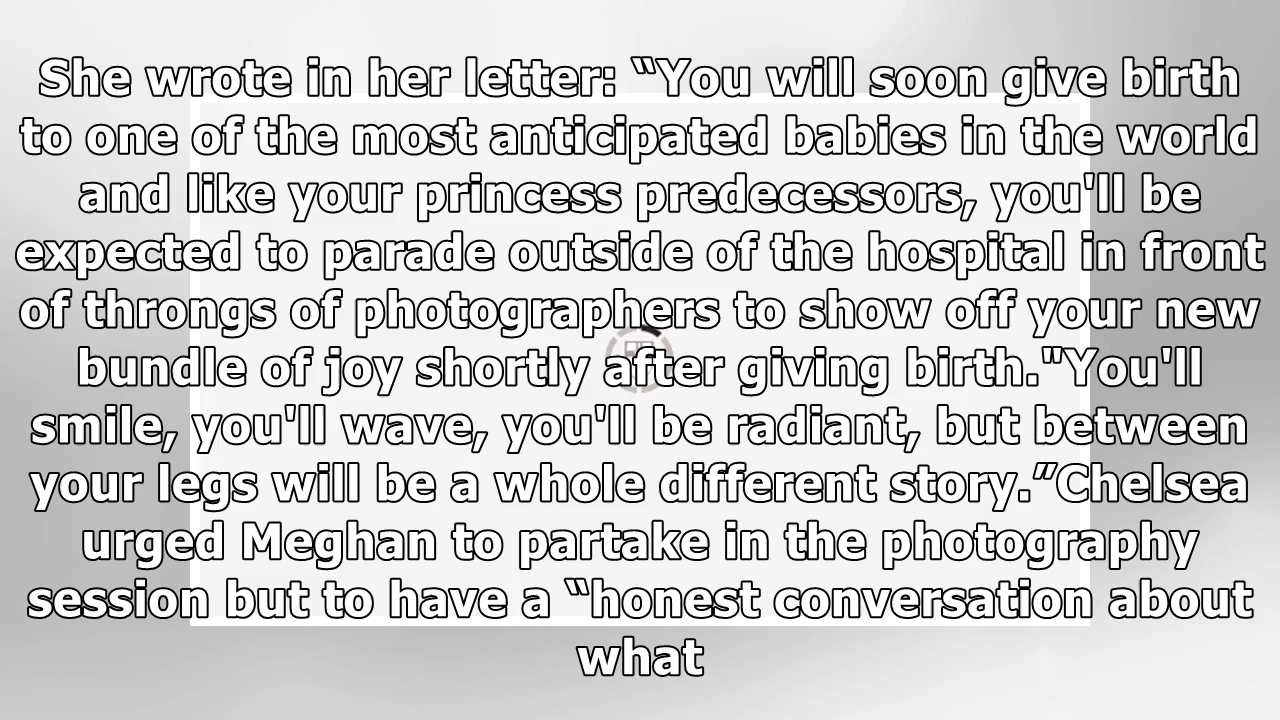 She wrote in her letter: “You will soon give birth
to one of the most anticipated babies in the world
and like your princess predecessors, you'll be
expected to parade outside of the hospital in front
of throngs of photographers to show off your new
bundle of joy shortly after giving birth."You'll
smile, you'll wave, you'll be radiant, but between
your legs will be a whole different story.”Chelsea
urged Meghan to partake in the photography
session but to have a “honest conversation about
what